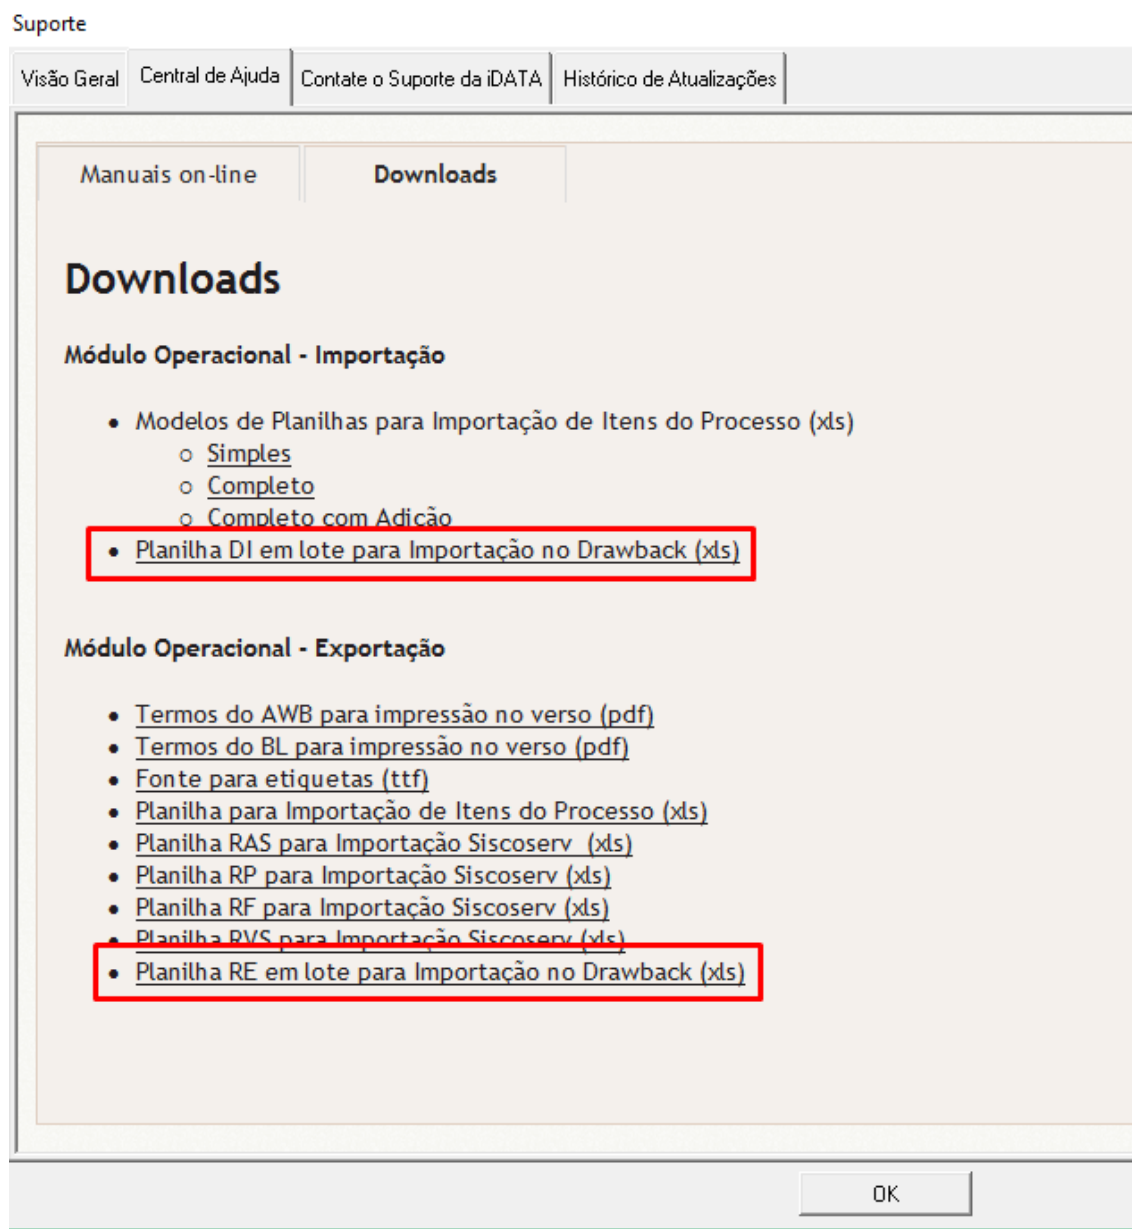 Suporte
Visão Geral
Central de Ajuda
Contate o Suporte da iDATA
Histórico de Atualizações
Manuais on-line
Downloads
Downloads
Módulo Operacional - Importação
Modelos de Planilhas para Importação de Itens do Processo (xls)
Simples
Completo
Completo com Adição
Planilha DI em lote para Importação no Drawback (xls)
Módulo Operacional - Exportação
Termos do AWB para impressão no verso (pdf)
Termos do BL para impressão no verso (pdf)
Fonte para etiquetas (ttf)
Planilha para Importação de Itens do Processo (xls)
Planilha RAS para Importação Siscoserv (xls)
Planilha RP para Importação Siscoserv (xls)
Planilha RF para Importação Siscoserv (xls)
Planilha RVS para Importação Siscoserv (xls)
Planilha RE em lote para Importação no Drawback (xls)
OK